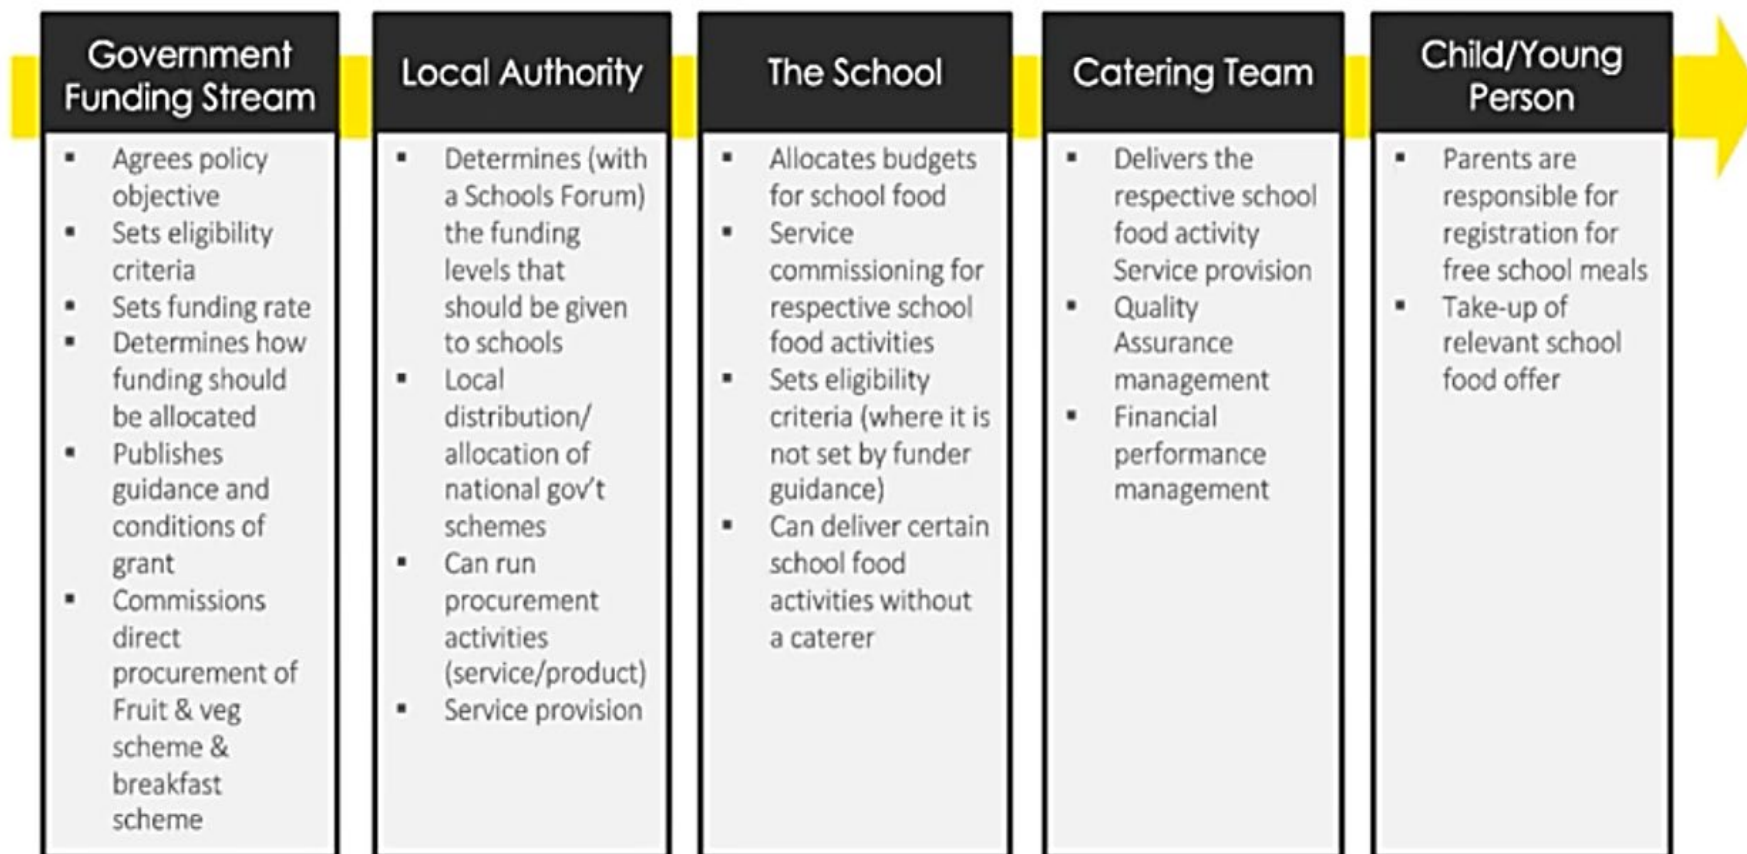 Government
Funding Stream
▪ Agrees policy
objective
▪ Sets eligibility
criteria
▪ Sets funding rate
▪ Determines how
funding should
be allocated
▪ Publishes
guidance and
conditions of
grant
▪ Commissions
direct
procurement of
Fruit & veg
scheme &
breakfast
scheme
Local Authority
▪ Determines (with
a Schools Forum)
the funding
levels that
should be given
to schools
▪ Local
distribution/
allocation of
national gov't
schemes
▪ Can run
procurement
activities
(service/product)
▪ Service provision
The School
▪ Allocates budgets
for school food
▪ Service
commissioning for
respective school
food activities
▪ Sets eligibility
criteria (where it is
not set by funder
guidance)
▪ Can deliver certain
school food
activities without
a caterer
Catering Team
▪ Delivers the
respective school
food activity
Service provision
▪ Quality
Assurance
management
▪ Financial
performance
management
Child/Young
Person
▪ Parents are
responsible for
registration for
free school meals
▪ Take-up of
relevant school
food offer